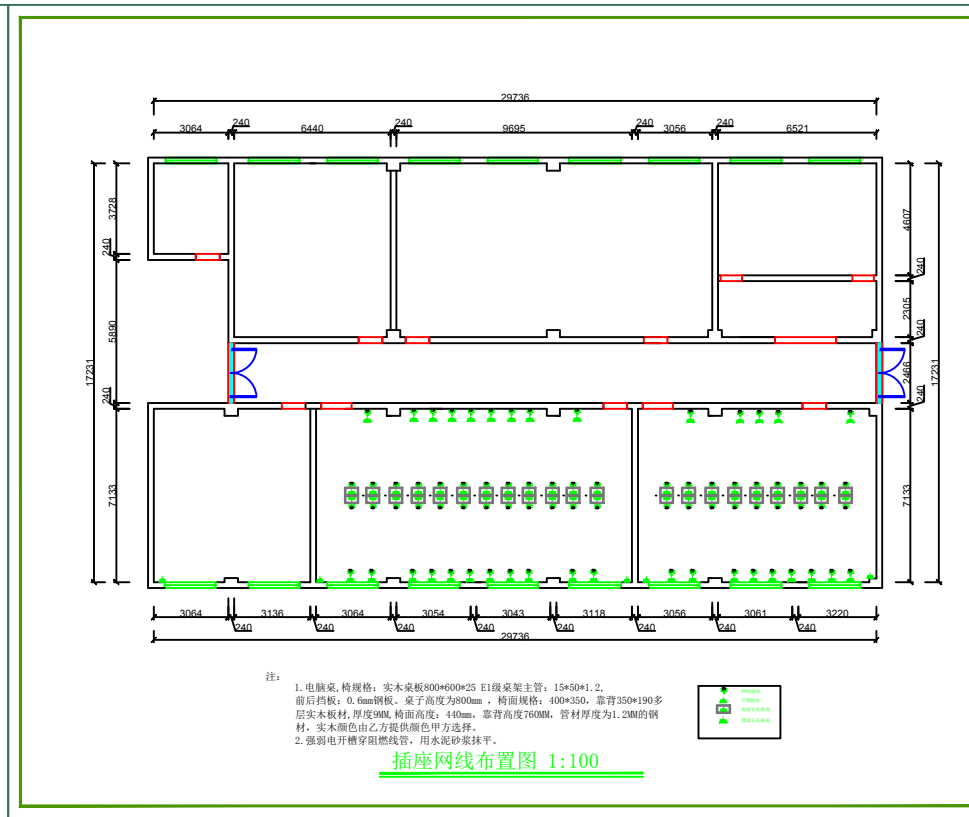 29736
3064 240 6440 240 9695 240 3056 240 6521
17231
3728
240
5890
240
7133
4607
240
2305
240
2466
240
7133
17231
3064 3136 3064 3054 3043 3118 3056 3061 3220
240 240 240 240 240 240 240 240
29736
注：
1.电脑桌,椅规格：实木桌板800*600*25 E1级桌架主管：15*50*1.2,
前后挡板：0.6mm钢板。桌子高度为800mm ，椅面规格：400*350，靠背350*190多
层实木板材,厚度9MM,椅面高度：440mm，靠背高度760MM，管材厚度为1.2MM的钢
材，实木颜色由乙方提供颜色甲方选择。
2.强弱电开槽穿阻燃线管，用水泥砂浆抹平。
插座网线布置图 1:100